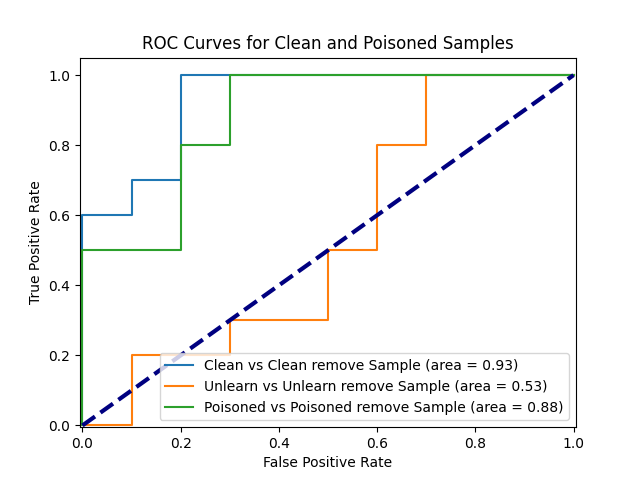 ROC Curves for Clean and Poisoned Samples
True Positive Rate
1.0
0.8
0.6
0.4
0.2
0.0
Clean vs Clean remove Sample (area = 0.93)
Unlearn vs Unlearn remove Sample (area = 0.53)
Poisoned vs Poisoned remove Sample (area = 0.88)
0.0 0.2 0.4 0.6 0.8 1.0
False Positive Rate